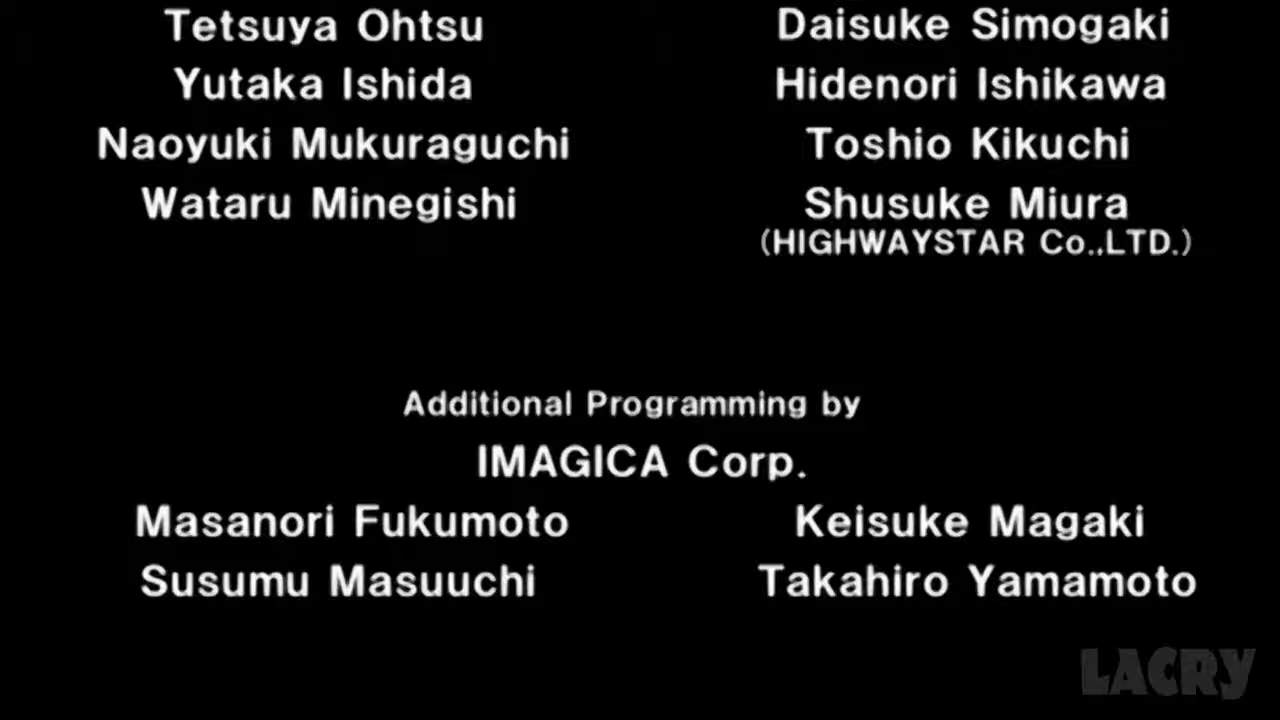 Tetsuya Ohtsu Daisuke Simogaki
Yutaka Ishida Hidenori Ishikawa
Naoyuki Mukuraguchi Toshio Kikuchi
Wataru Minegishi Shusuke Miura
(HIGHWAYSTAR Co.,LTD.)
Additional Programming by
IMAGICA Corp.
Masanori Fukumoto Keisuke Magaki
Susumu Masuuchi Takahiro Yamamoto
LACRY